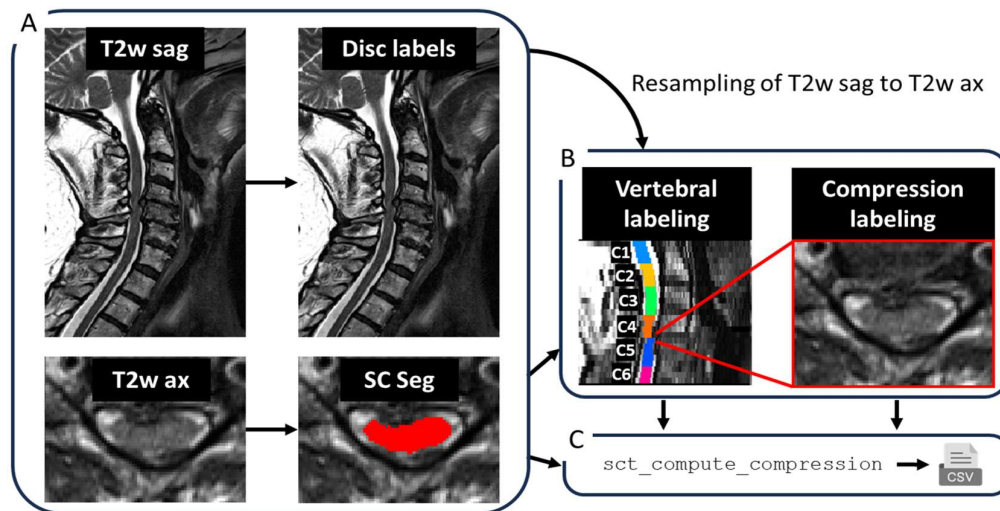 A
T2w sag
Disc labels
Resampling of T2w sag to T2w ax
B
Vertebral
labeling
Compression
labeling
C1
C2
C3
C4
C5
C6
T2w ax
SC Seg
C
sct_compute_compression
CSV